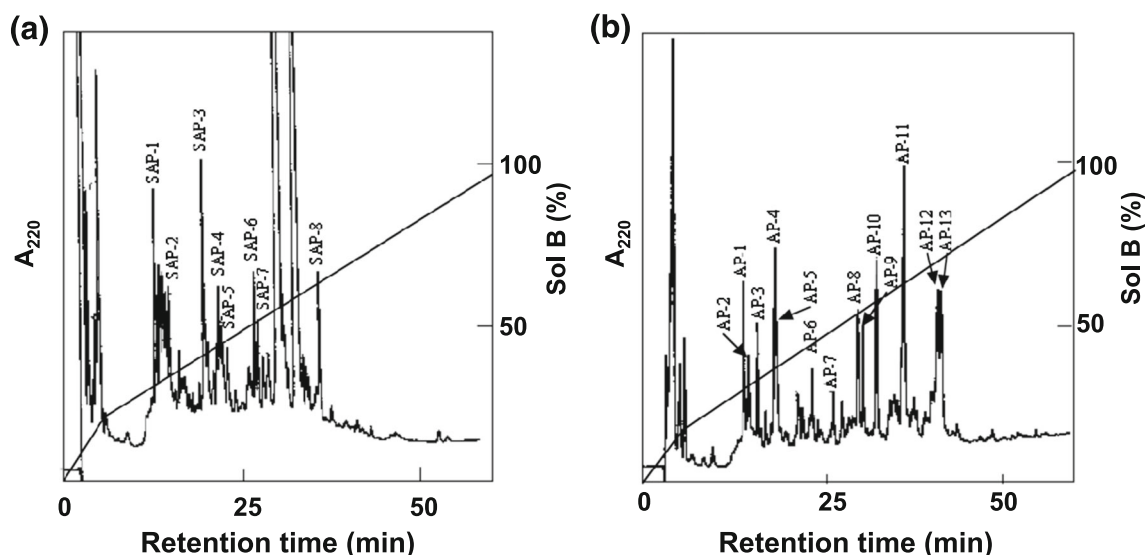 (a)
A220
SAP-1
SAP-2
SAP-3
SAP-4
SAP-5
SAP-6
SAP-7
SAP-8
100
50
Sol B (%)
0
25
50
Retention time (min)
(b)
A220
AP-2
AP-1
AP-3
AP-4
AP-5
AP-6
AP-7
AP-8
AP-10
AP-9
AP-11
AP-12
AP-13
100
50
Sol B (%)
0
25
50
Retention time (min)